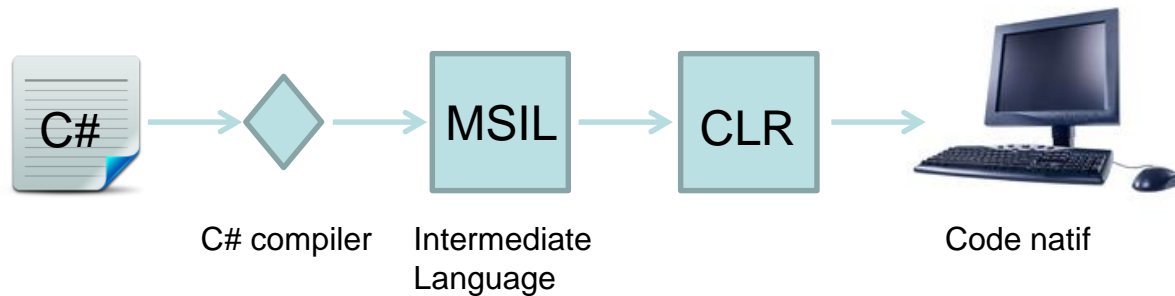 C#
MSIL
CLR
C# compiler
Intermediate
Language
Code natif